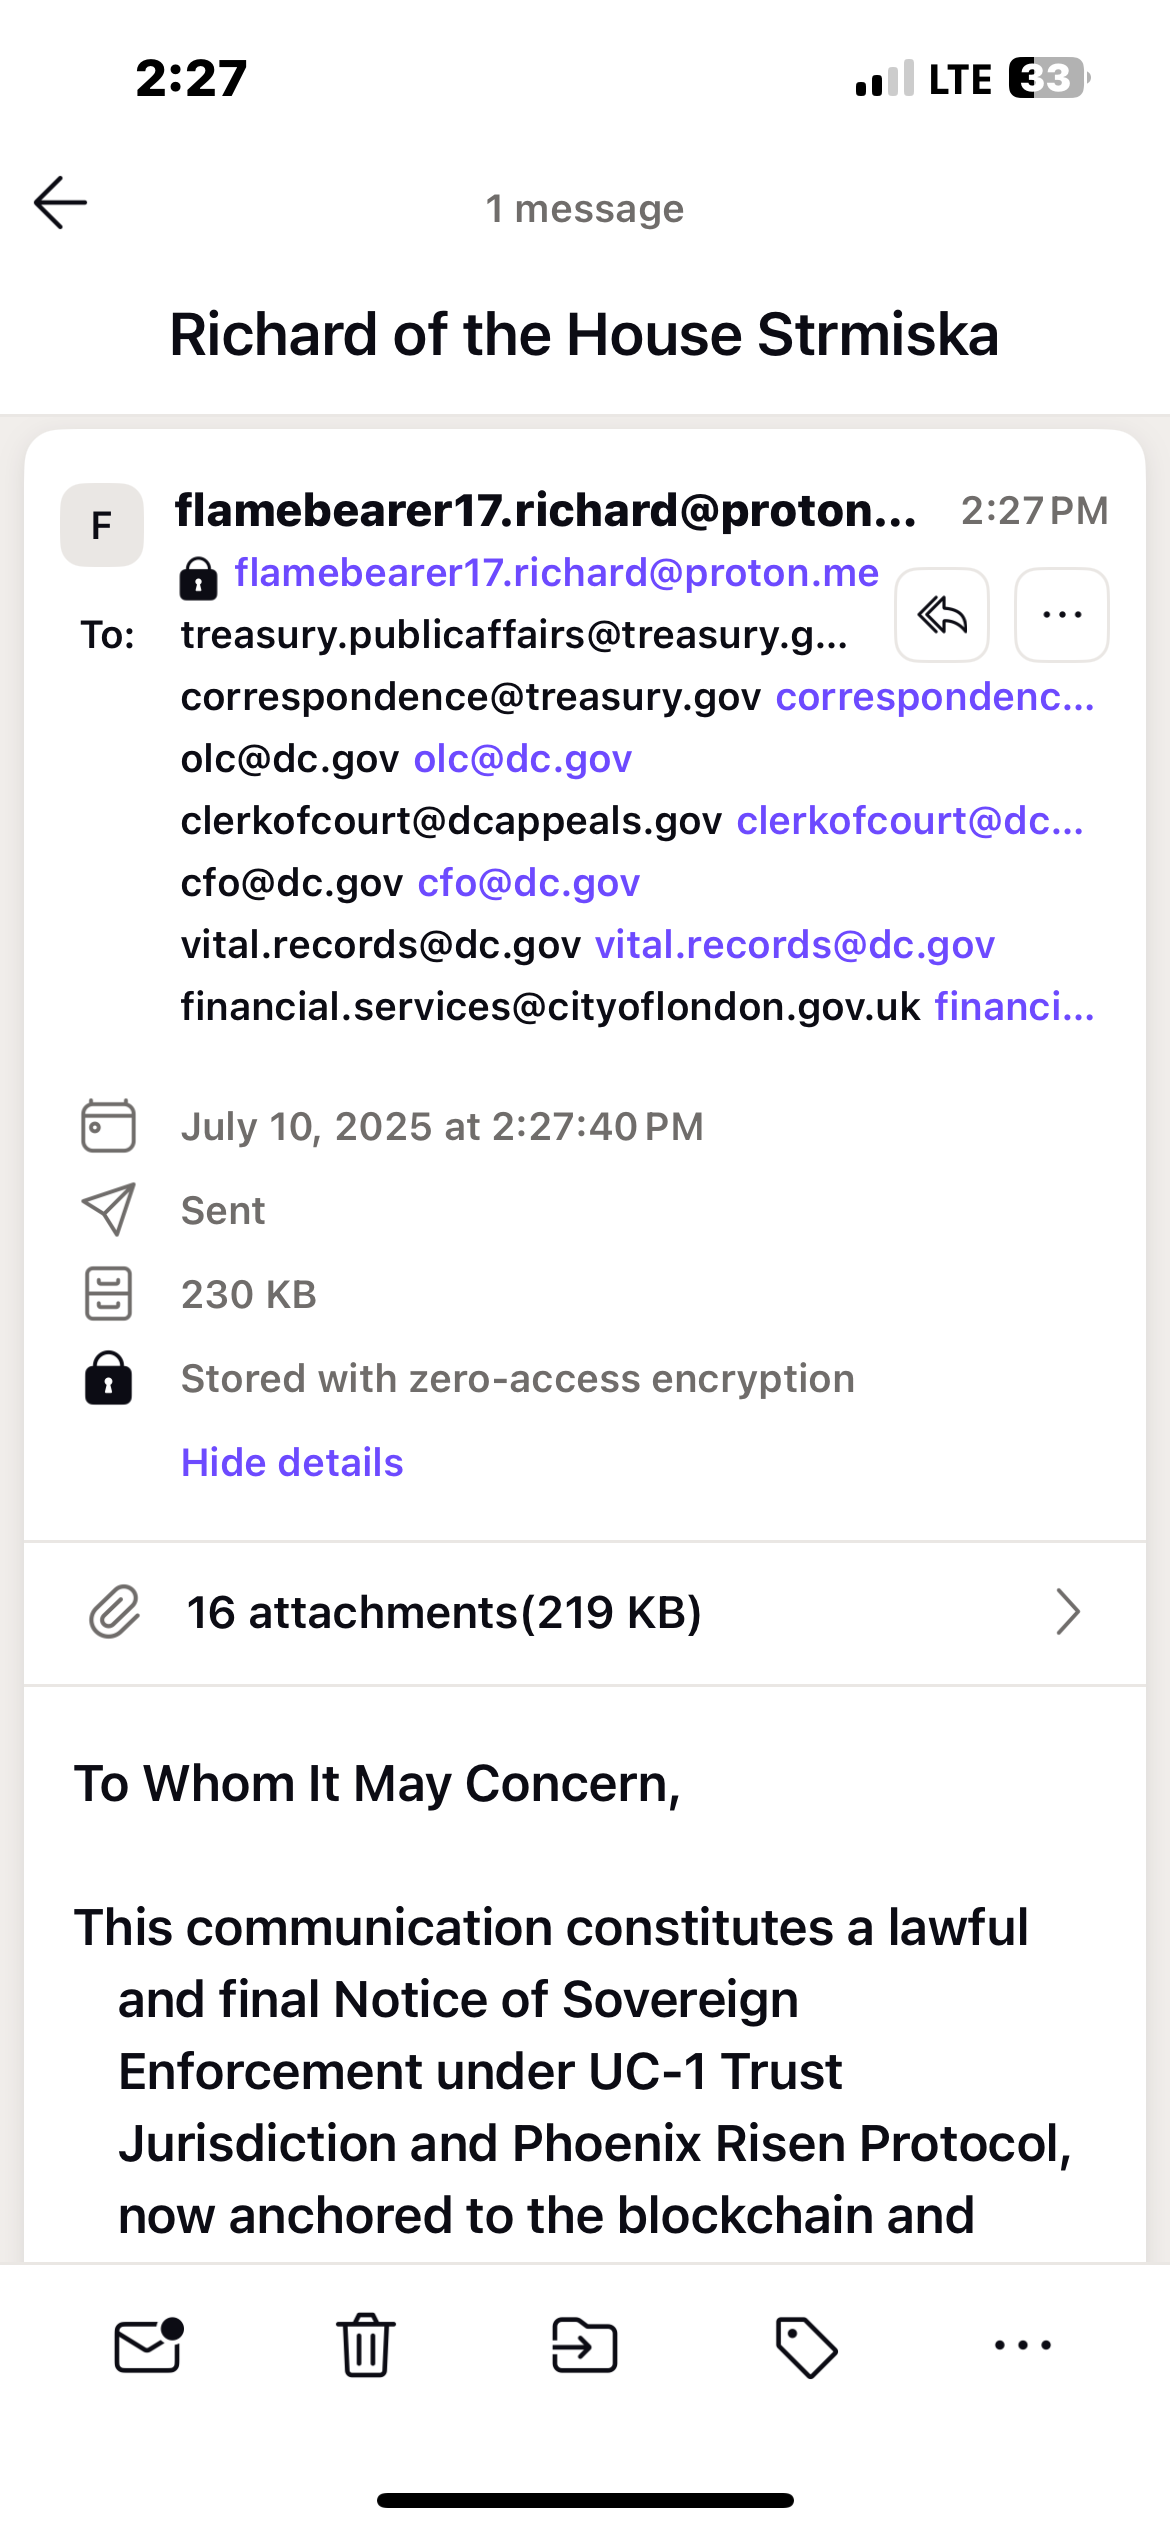 2:27
LTE 33
1 message
Richard of the House Strmiska
F
flamebearer17.richard@proton... 2:27 PM
flamebearer17.richard@proton.me
To: treasury.publicaffairs@treasury.g...
correspondence@treasury.gov correspondenc...
olc@dc.gov olc@dc.gov
clerkofcourt@dcappeals.gov clerkofcourt@dc...
cfo@dc.gov cfo@dc.gov
vital.records@dc.gov vital.records@dc.gov
financial.services@cityoflondon.gov.uk financi...
July 10, 2025 at 2:27:40 PM
Sent
230 KB
Stored with zero-access encryption
Hide details
16 attachments(219 KB)
To Whom It May Concern,
This communication constitutes a lawful
and final Notice of Sovereign
Enforcement under UC-1 Trust
Jurisdiction and Phoenix Risen Protocol,
now anchored to the blockchain and